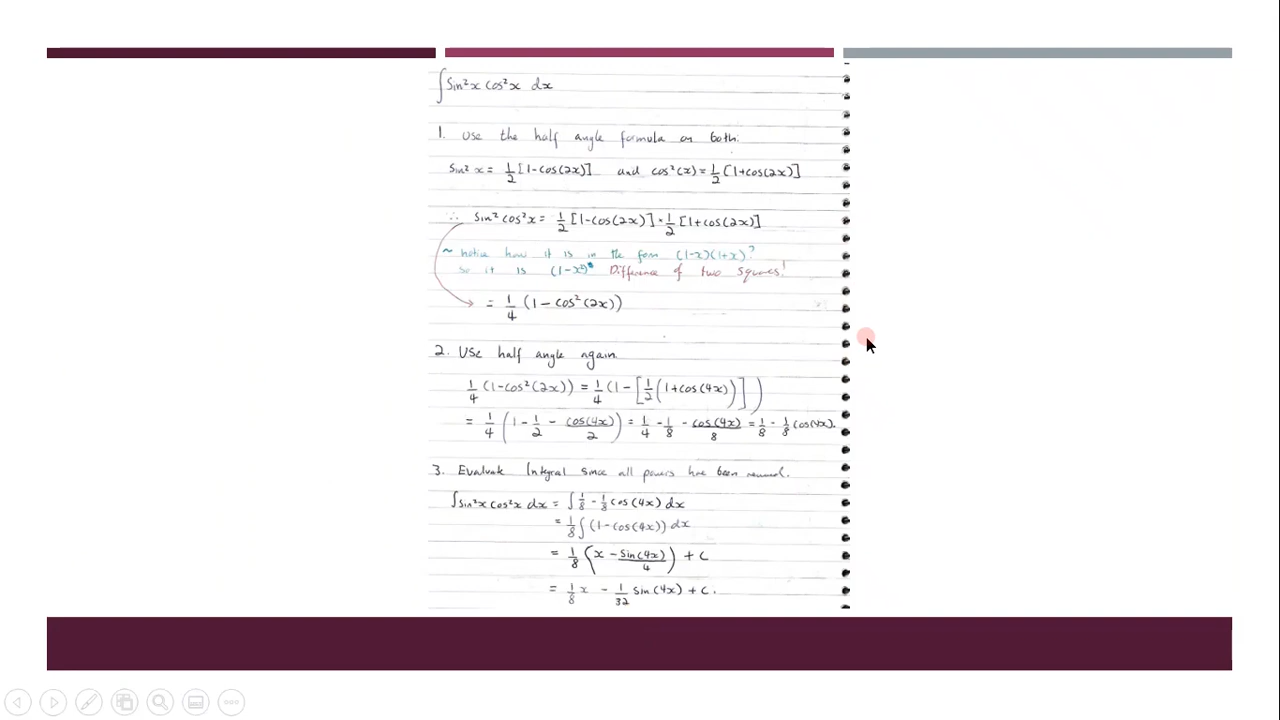 ∫Sin²x Cos²x dx
1. Use the half angle formula on both.
Sin²x = 1/2 [1-Cos(2x)] and Cos²(x) = 1/2 [1+Cos(2x)]
∴ Sin²Cos²x = 1/2 [1-Cos(2x)] · 1/2 [1+Cos(2x)]
~ notice how it is in the form (1-x)(1+x)?
so it is (1-x²) Difference of two squares!
= 1/4 (1 - Cos²(2x))
2. Use half angle again.
1/4 (1-Cos²(2x)) = 1/4 (1 - [1/2 (1+Cos(4x))])
= 1/4 (1 - 1/2 - Cos(4x)/2) = 1/4 - 1/8 - Cos(4x)/8 = 1/8 - 1/8 Cos(4x).
3. Evaluate Integral since all powers have been removed.
∫Sin²x Cos²x dx = ∫ 1/8 - 1/8 Cos(4x) dx
= 1/8 ∫ (1-Cos(4x)) dx
= 1/8 (x - Sin(4x)/4) + C
= 1/8 x - 1/32 Sin(4x) + C.